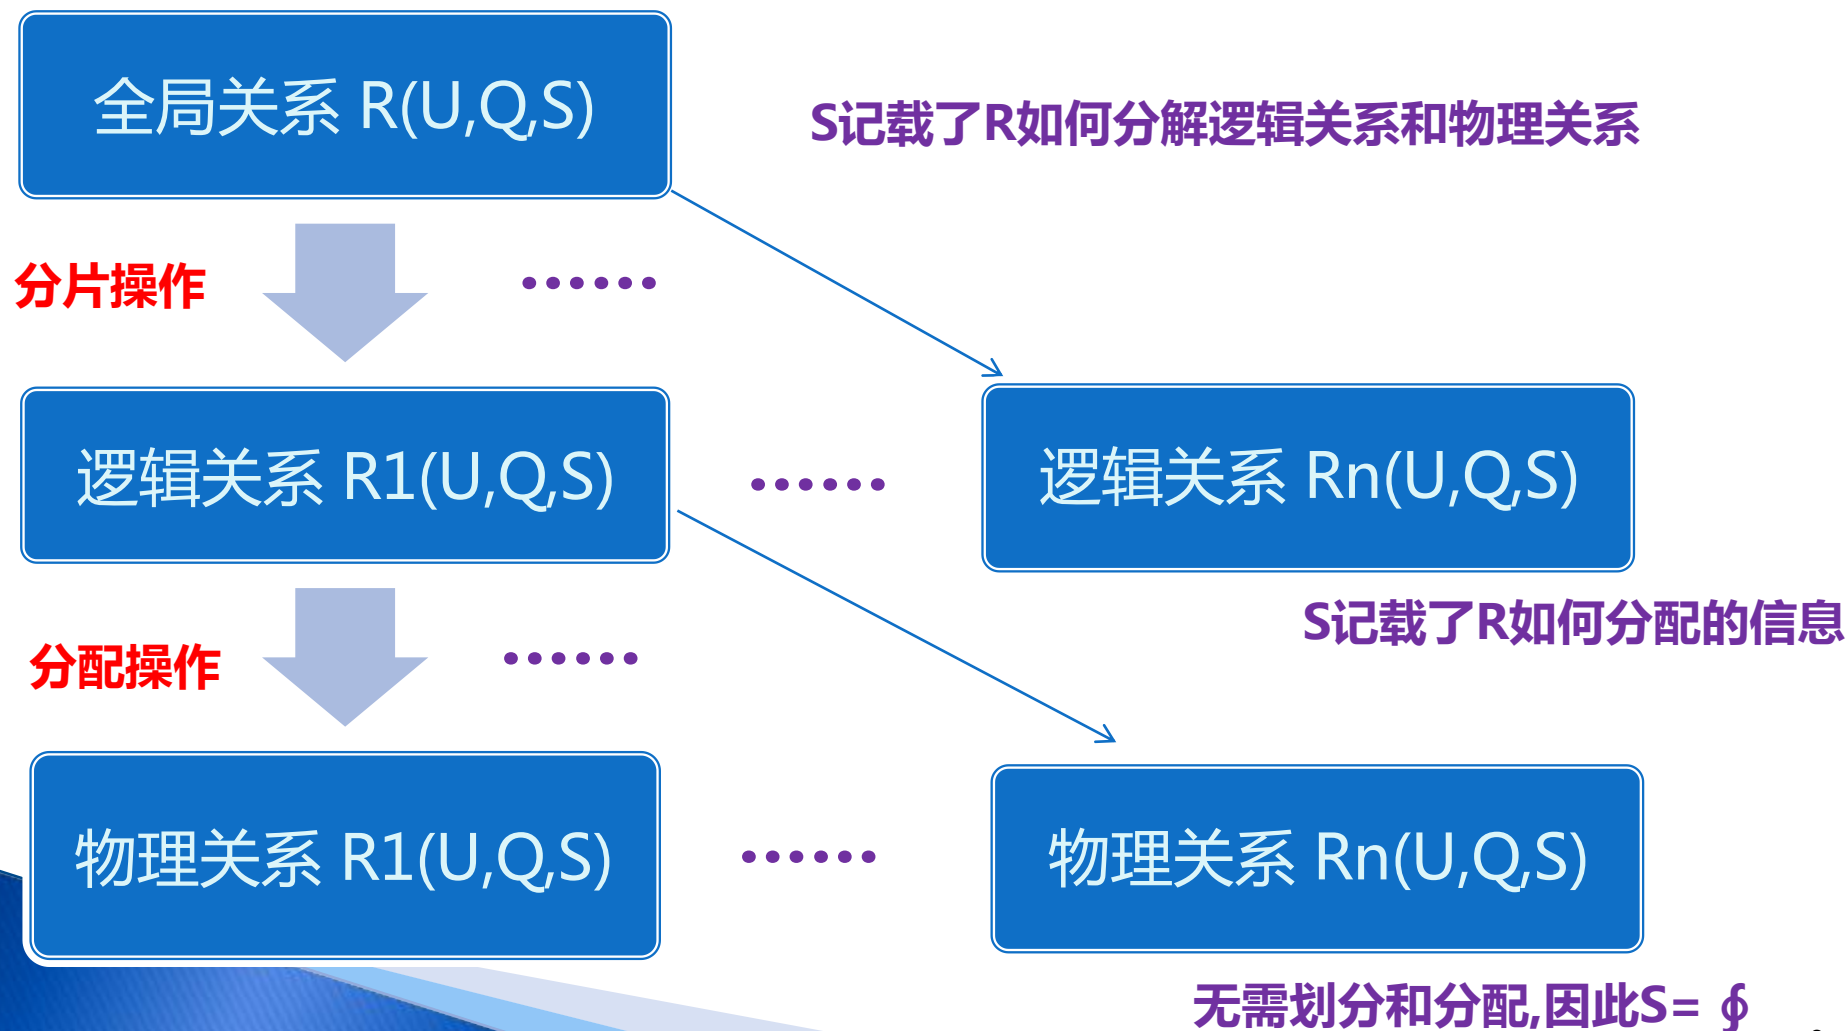 全局关系 R(U,Q,S)
S记载了R如何分解逻辑关系和物理关系
分片操作
••••••
逻辑关系 R1(U,Q,S)
••••••
逻辑关系 Rn(U,Q,S)
S记载了R如何分配的信息
分配操作
••••••
物理关系 R1(U,Q,S)
••••••
物理关系 Rn(U,Q,S)
无需划分和分配,因此S= ∮